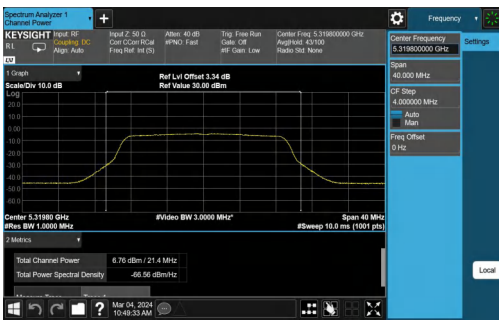 Spectrum Analyzer 1
Channel Power
Frequency
KEYSIGHT
R L
Input: RF
Coupling: DC
Align: Auto
Input Z: 50 Ω
Corr CCorr RCal
Freq Ref: Int (S)
Atten: 40 dB
#PNO: Fast
Trig: Free Run
Gate: Off
#IF Gain: Low
Center Freq: 5.319800000 GHz
Avg|Hold: 43/100
Radio Std: None
Center Frequency
5.319800000 GHz
Settings
Span
40.000 MHz
CF Step
4.000000 MHz
Auto
Man
Freq Offset
0 Hz
1 Graph
Scale/Div 10.0 dB
Ref Lvl Offset 3.34 dB
Ref Value 30.00 dBm
Log
20.0
10.0
0.00
-10.0
-20.0
-30.0
-40.0
-50.0
-60.0
Center 5.31980 GHz
#Res BW 1.0000 MHz
#Video BW 3.0000 MHz*
Span 40 MHz
#Sweep 10.0 ms (1001 pts)
2 Metrics
Total Channel Power
6.76 dBm / 21.4 MHz
Total Power Spectral Density
-66.56 dBm/Hz
Local
Mar 04, 2024
10:49:33 AM